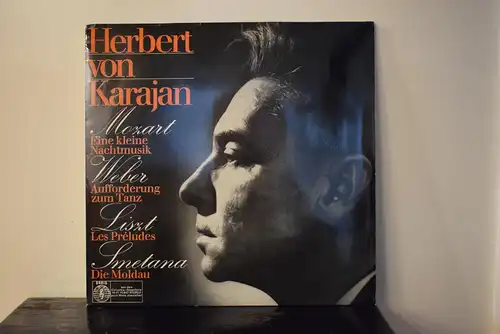 Herbert
von
Karajan
Mozart
Eine kleine
Nachtmusik
Weber
Aufforderung
zum Tanz
Liszt
Les Préludes
Smetana
Die Moldau